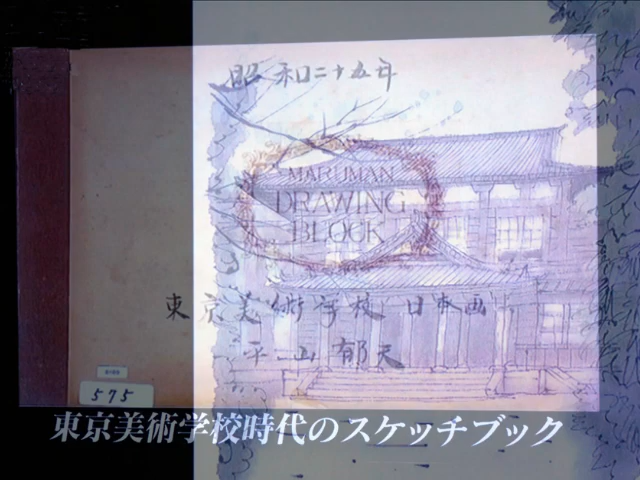 昭和二十五年
MARUMAN
DRAWING
BLOCK
東京美術学校 日本画
平山郁夫
575
東京美術学校時代のスケッチブック